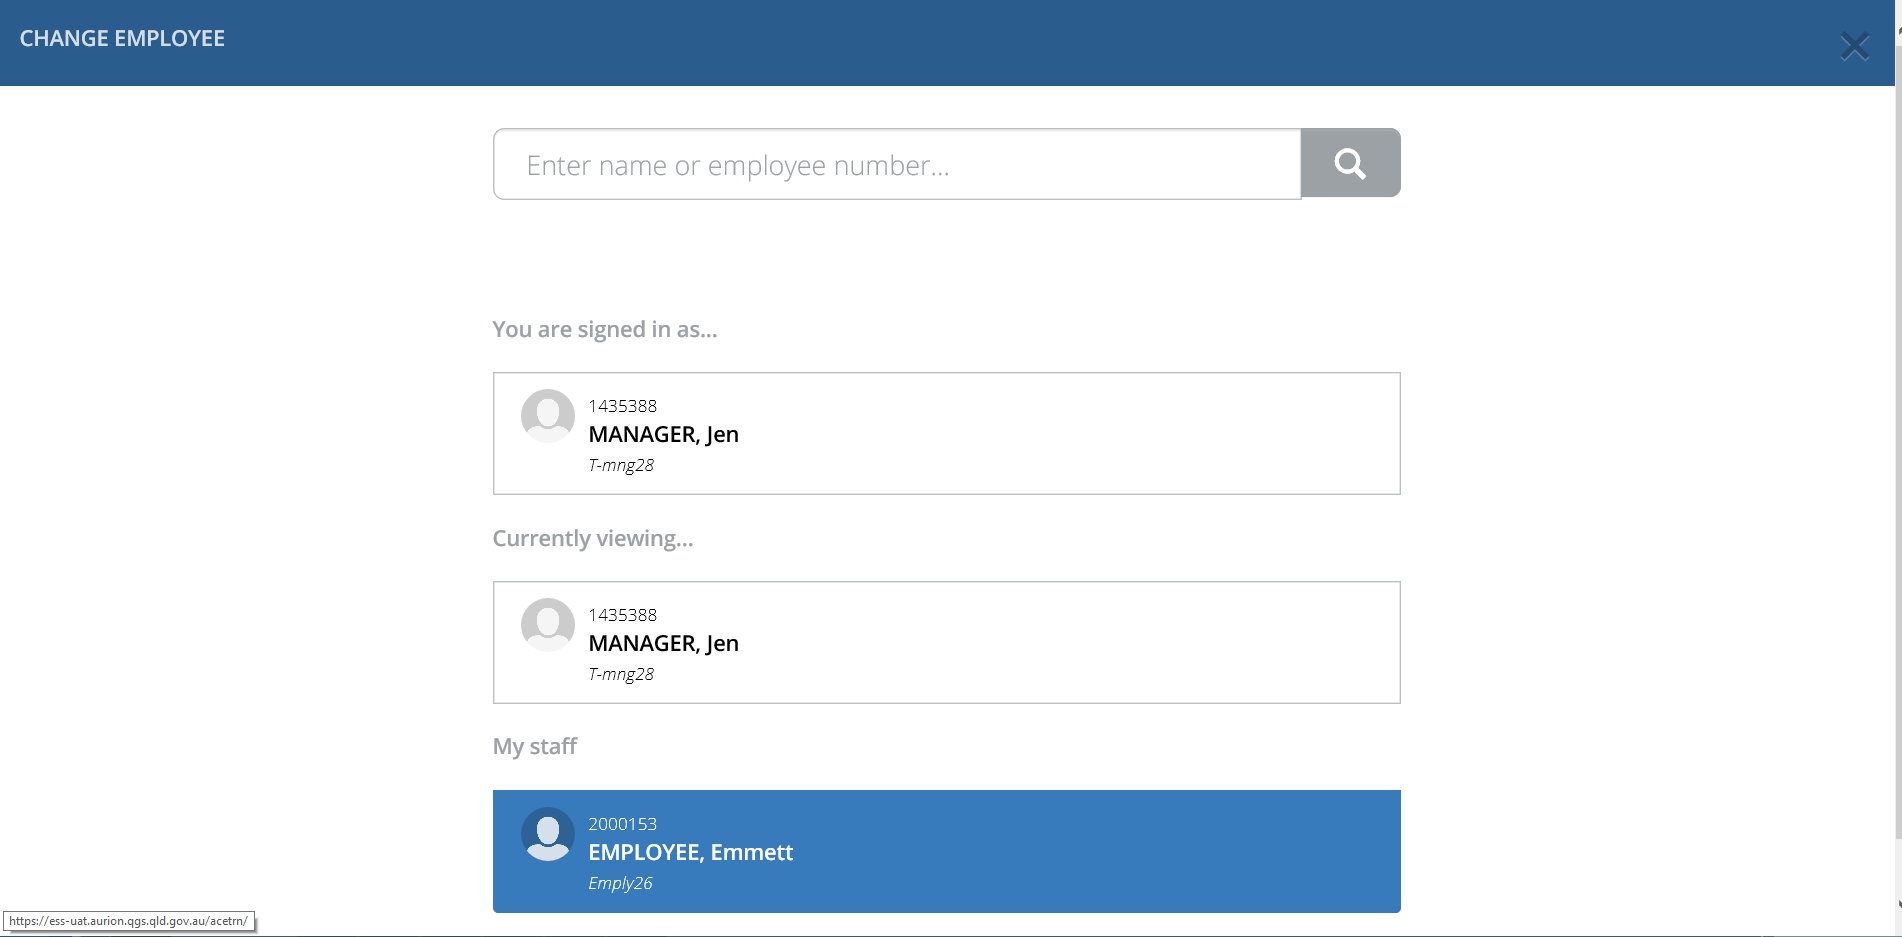 CHANGE EMPLOYEE
Enter name or employee number...
You are signed in as...
1435388
MANAGER, Jen
T-mng28
Currently viewing...
1435388
MANAGER, Jen
T-mng28
My staff
2000153
EMPLOYEE, Emmett
Emply26
https://ess-uat.aurion.qgs.qld.gov.au/acetrn/